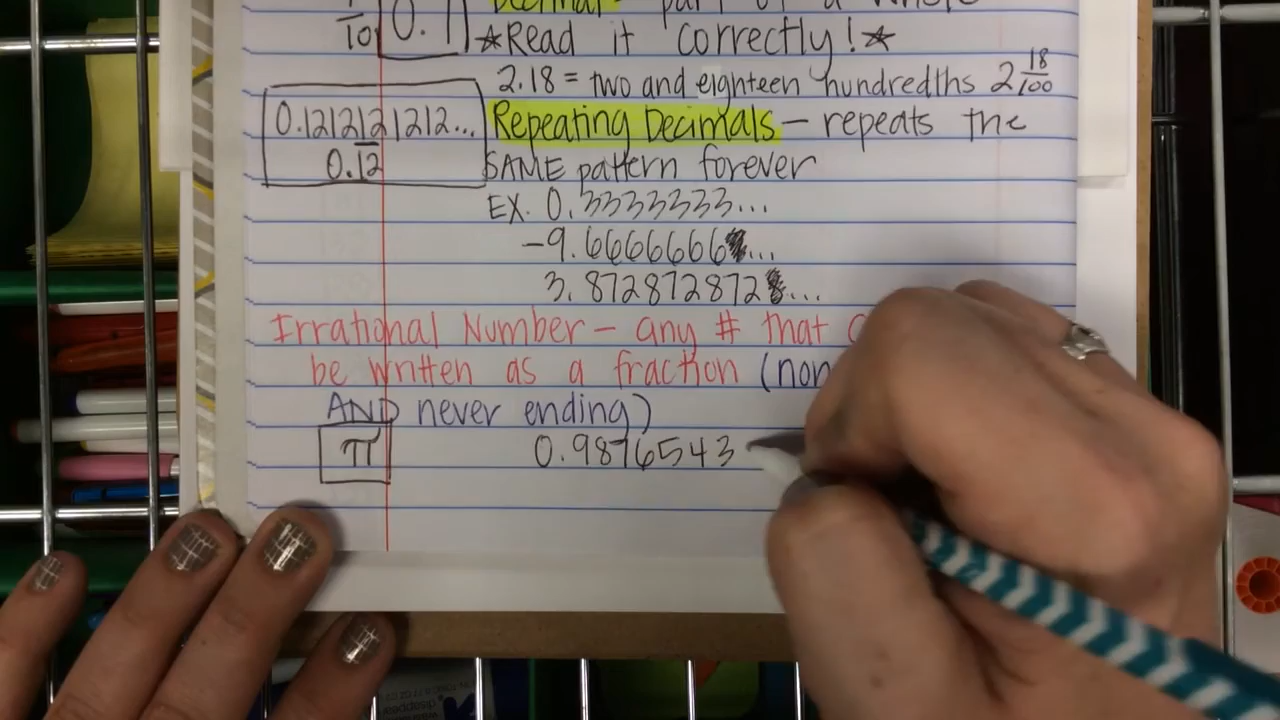 1/10 0.1
★Read it correctly!★
2.18 = two and eighteen hundredths 2 18/100
0.1212121212... Repeating Decimals - repeats the
0.12̅ SAME pattern forever
EX. 0.3333333...
-9.6666666...
3.872872872...
Irrational Number - any # that
be written as a fraction (non
AND never ending)
π 0.9876543